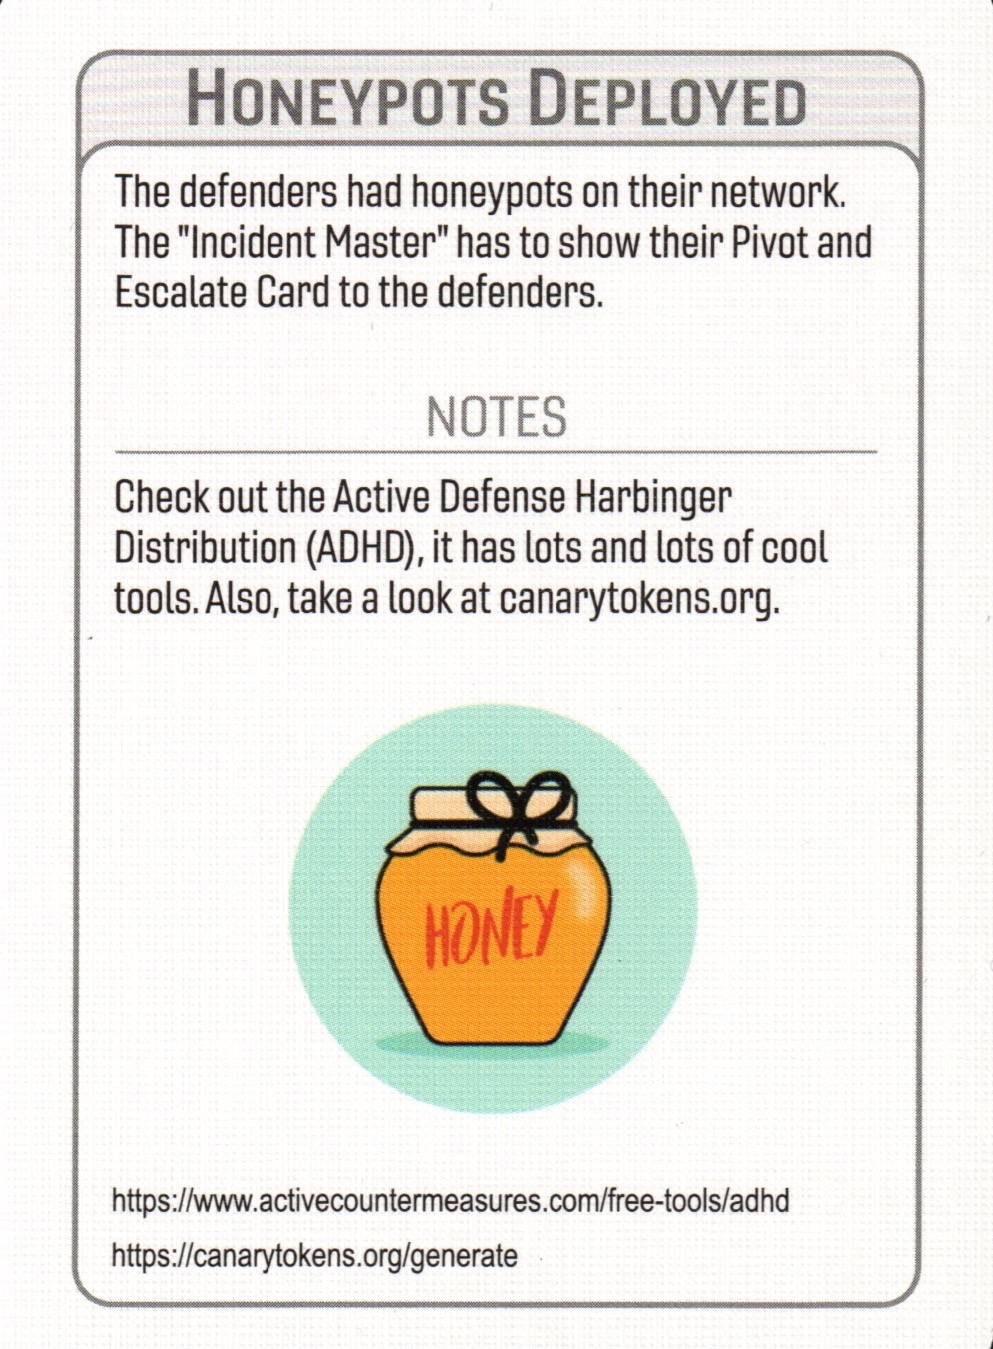 HONEYPOTS DEPLOYED
The defenders had honeypots on their network.
The "Incident Master" has to show their Pivot and
Escalate Card to the defenders.
NOTES
Check out the Active Defense Harbinger
Distribution (ADHD), it has lots and lots of cool
tools. Also, take a look at canarytokens.org.
HONEY
https://www.activecountermeasures.com/free-tools/adhd
https://canarytokens.org/generate